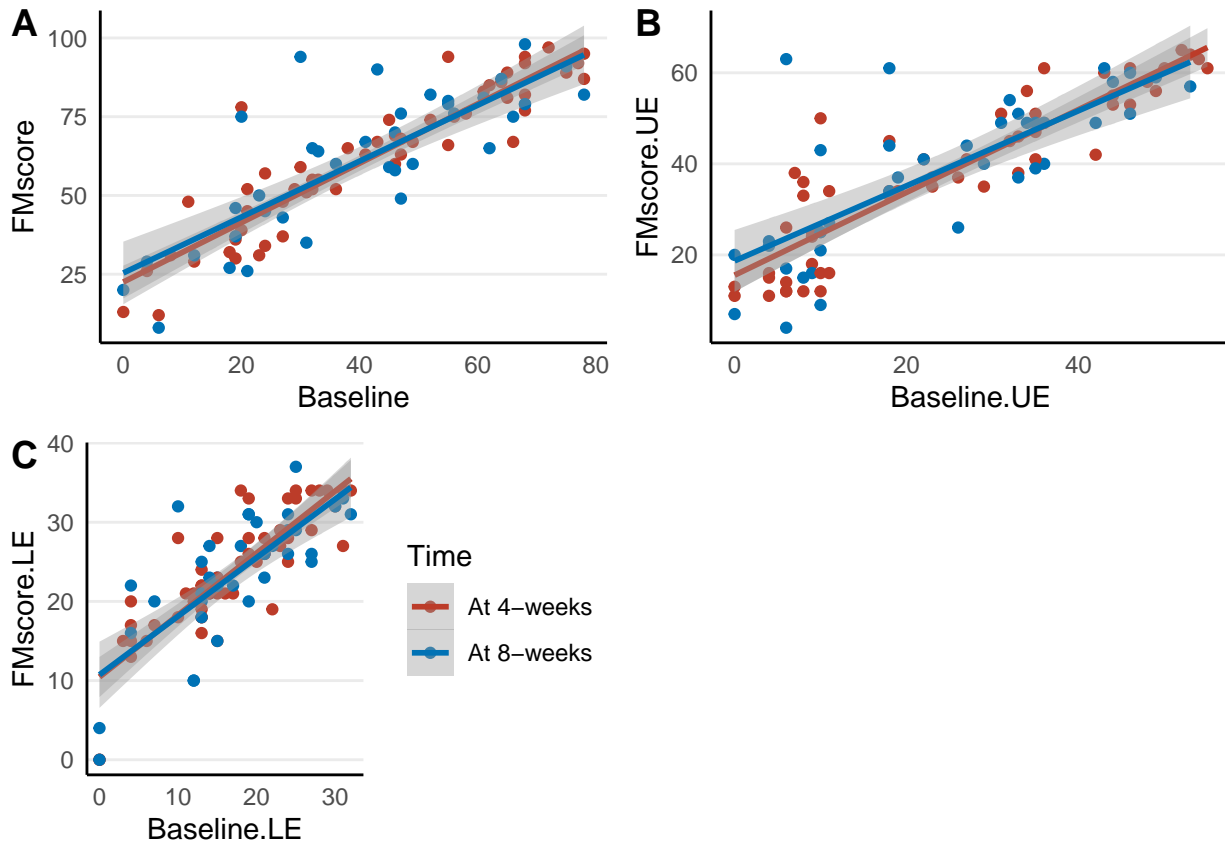 A
100
75
50
25
FMscore
0 20 40 60 80
Baseline
B
60
40
20
FMscore.UE
0 20 40
Baseline.UE
C
40
30
20
10
0
FMscore.LE
0 10 20 30
Baseline.LE
Time
At 4−weeks
At 8−weeks